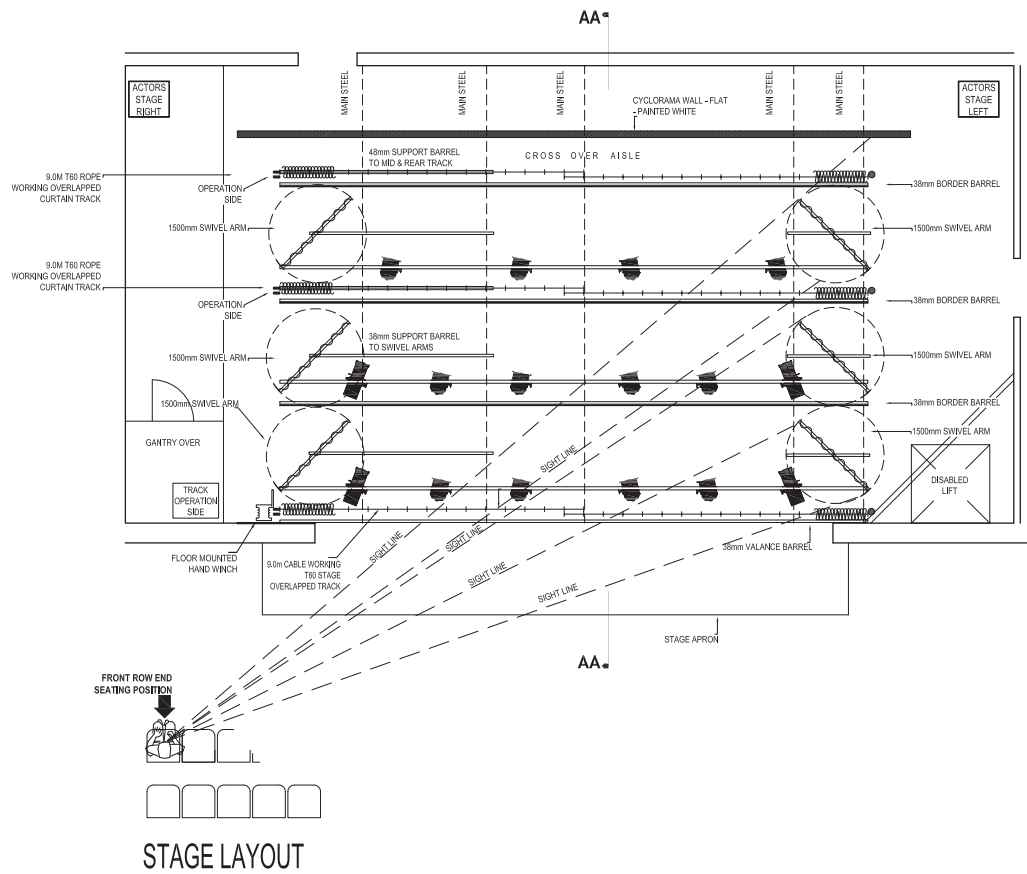 AA
ACTORS
STAGE
RIGHT
MAIN STEEL
MAIN STEEL
MAIN STEEL
MAIN STEEL
MAIN STEEL
ACTORS
STAGE
LEFT
CYCLORAMA WALL - FLAT
- PAINTED WHITE
48mm SUPPORT BARREL
TO MID & REAR TRACK
CROSS OVER AISLE
9.0M T60 ROPE
WORKING OVERLAPPED
CURTAIN TRACK
OPERATION
SIDE
38mm BORDER BARREL
1500mm SWIVEL ARM
1500mm SWIVEL ARM
9.0M T60 ROPE
WORKING OVERLAPPED
CURTAIN TRACK
OPERATION
SIDE
38mm BORDER BARREL
38mm SUPPORT BARREL
TO SWIVEL ARMS
1500mm SWIVEL ARM
1500mm SWIVEL ARM
1500mm SWIVEL ARM
38mm BORDER BARREL
1500mm SWIVEL ARM
GANTRY OVER
SIGHT LINE
DISABLED
LIFT
TRACK
OPERATION
SIDE
SIGHT LINE
FLOOR MOUNTED
HAND WINCH
9.0m CABLE WORKING
T60 STAGE
OVERLAPPED TRACK
SIGHT LINE
SIGHT LINE
38mm VALANCE BARREL
SIGHT LINE
SIGHT LINE
STAGE APRON
AA
FRONT ROW END
SEATING POSITION
STAGE LAYOUT